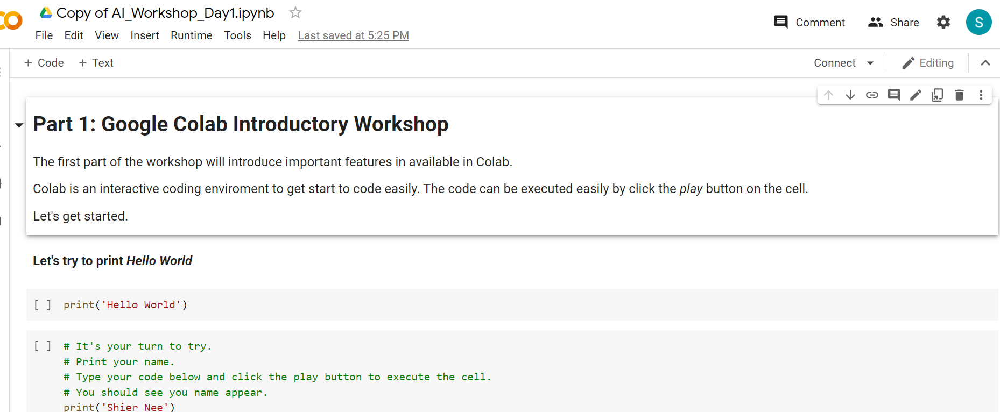 Copy of AI_Workshop_Day1.ipynb
Comment
Share
S
File Edit View Insert Runtime Tools Help Last saved at 5:25 PM
+ Code + Text
Connect
Editing
Part 1: Google Colab Introductory Workshop
The first part of the workshop will introduce important features in available in Colab.
Colab is an interactive coding enviroment to get start to code easily. The code can be executed easily by click the play button on the cell.
Let's get started.
Let's try to print Hello World
[ ] print('Hello World')
[ ] # It's your turn to try.
# Print your name.
# Type your code below and click the play button to execute the cell.
# You should see you name appear.
print('Shier Nee')